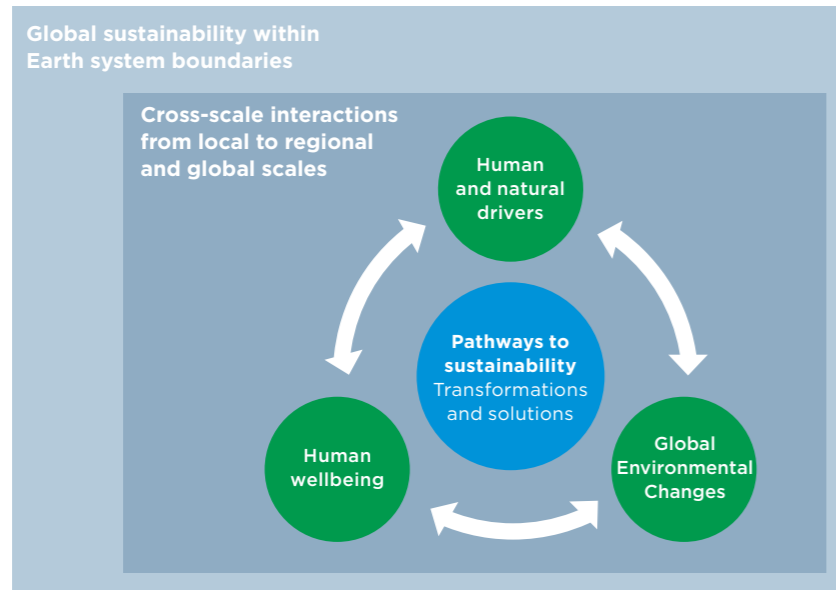 Global sustainability within
Earth system boundaries
Cross-scale interactions
from local to regional
and global scales
Human
and natural
drivers
Pathways to
sustainability
Transformations
and solutions
Human
wellbeing
Global
Environmental
Changes